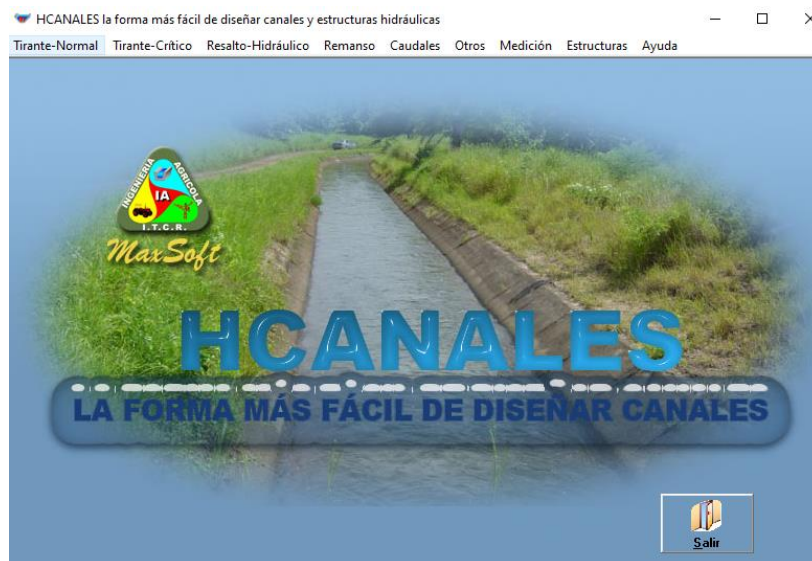 HCANALES la forma más fácil de diseñar canales y estructuras hidráulicas
Tirante-Normal Tirante-Crítico Resalto-Hidráulico Remanso Caudales Otros Medición Estructuras Ayuda
INGENIERIA AGRICOLA
IA
I.T.C.R.
MaxSoft
HCANALES
LA FORMA MÁS FÁCIL DE DISEÑAR CANALES
Salir